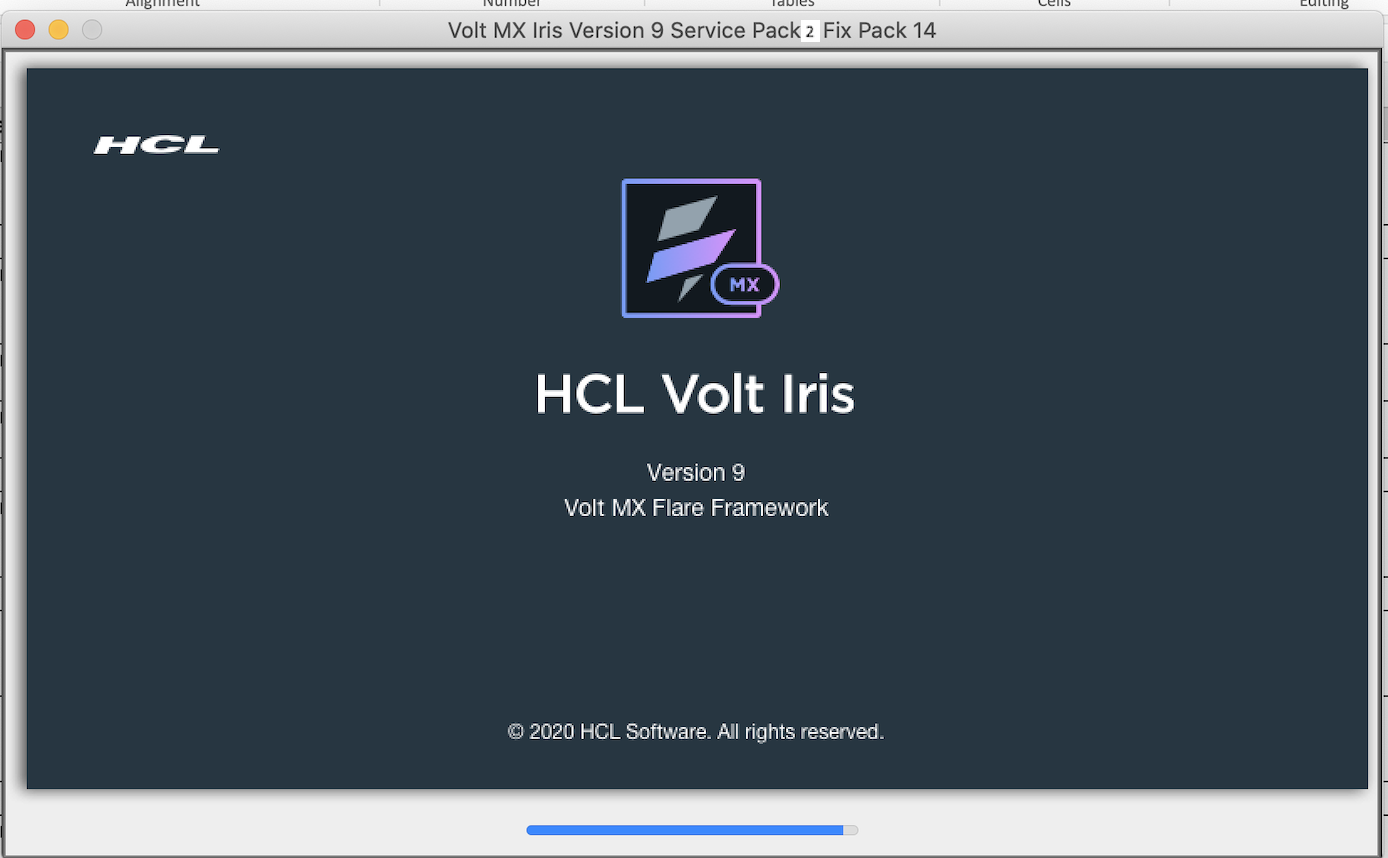 Alignment Number Tables Cells Editing
Volt MX Iris Version 9 Service Pack 2 Fix Pack 14
HCL
MX
HCL Volt Iris
Version 9
Volt MX Flare Framework
© 2020 HCL Software. All rights reserved.